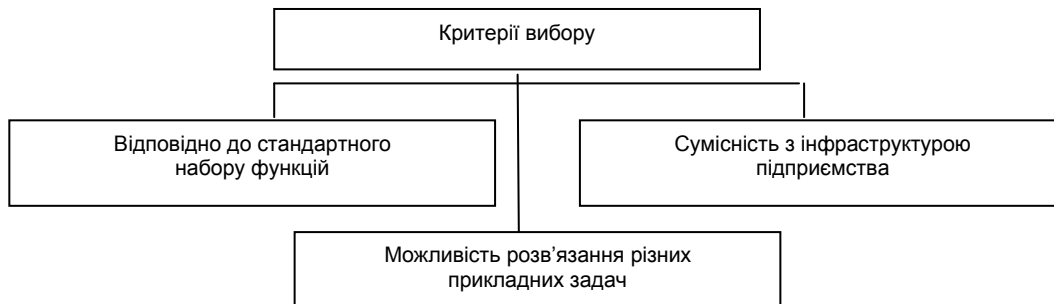 Критерії вибору
Відповідно до стандартного
набору функцій
Сумісність з інфраструктурою
підприємства
Можливість розв’язання різних
прикладних задач